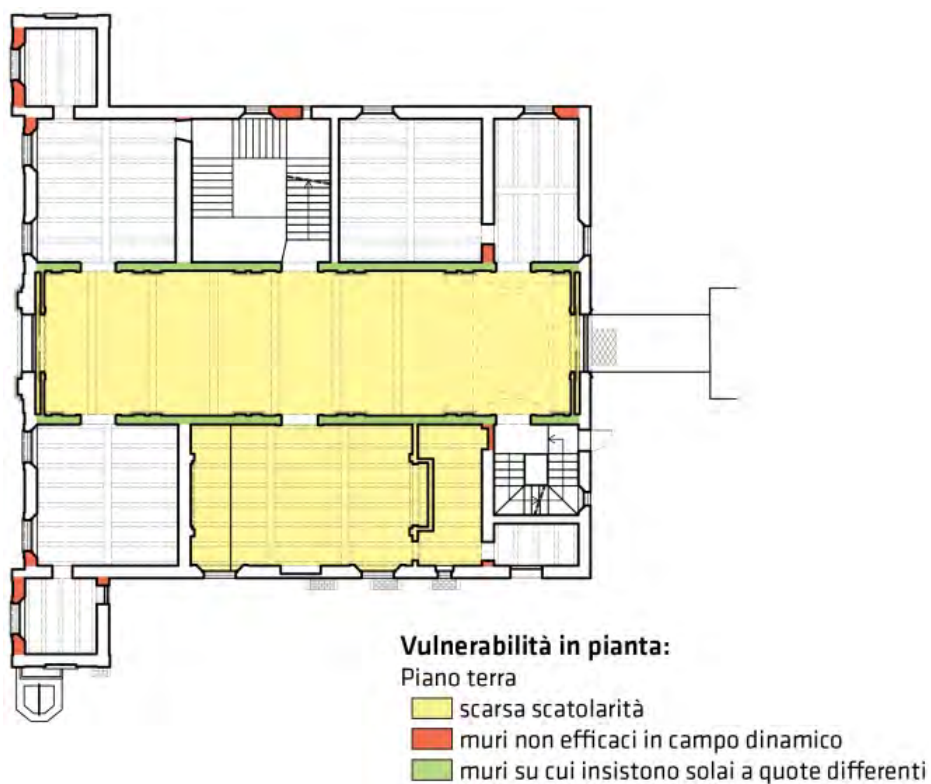 Vulnerabilità in pianta:
Piano terra
scarsa scatolarità
muri non efficaci in campo dinamico
muri su cui insistono solai a quote differenti